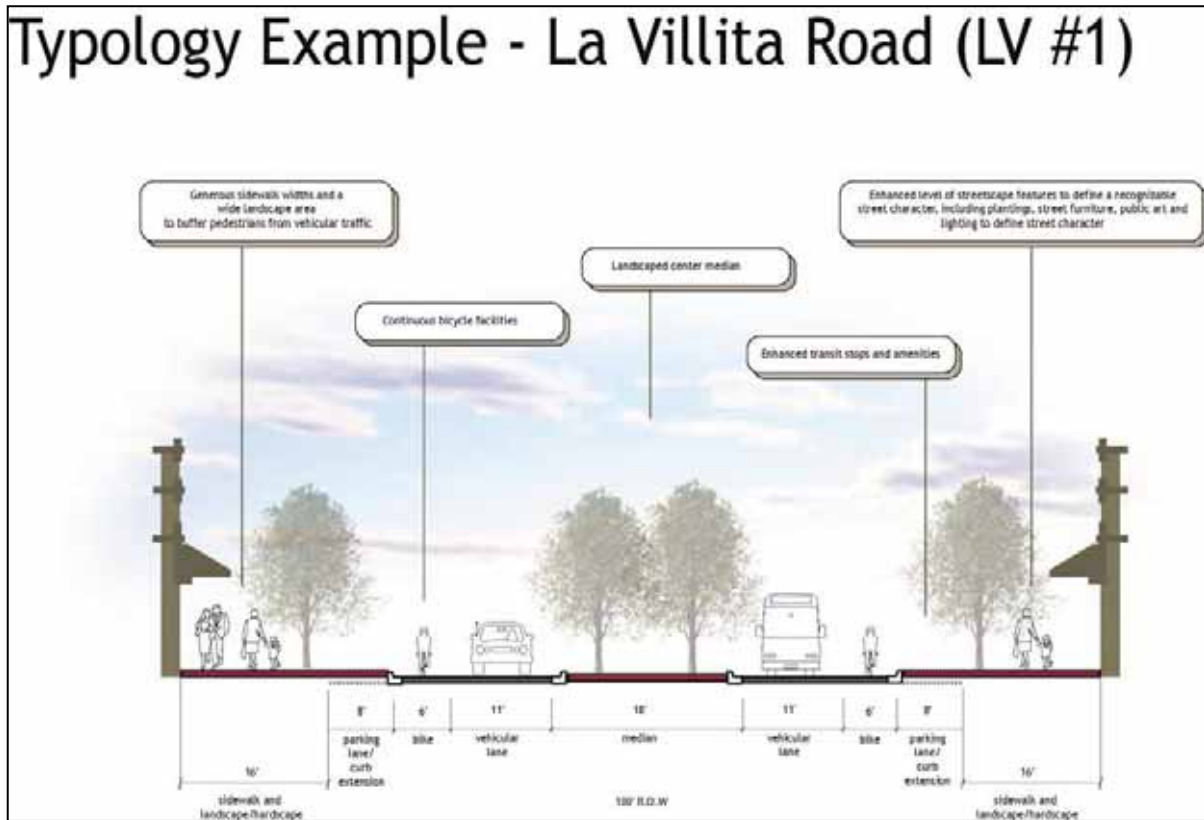 Typology Example - La Villita Road (LV #1)
Generous sidewalk widths and a
wide landscape area
to buffer pedestrians from vehicular traffic
Enhanced level of streetscape features to define a recognizable
street character, including plantings, street furniture, public art and
lighting to define street character
Landscaped center median
Continuous bicycle facilities
Enhanced transit stops and amenities
8' 6' 11' 18' 11' 6' 8'
parking
lane/
curb
extension
bike
vehicular
lane
median
vehicular
lane
bike
parking
lane/
curb
extension
16'
sidewalk and
landscape/hardscape
100' R.O.W
16'
sidewalk and
landscape/hardscape